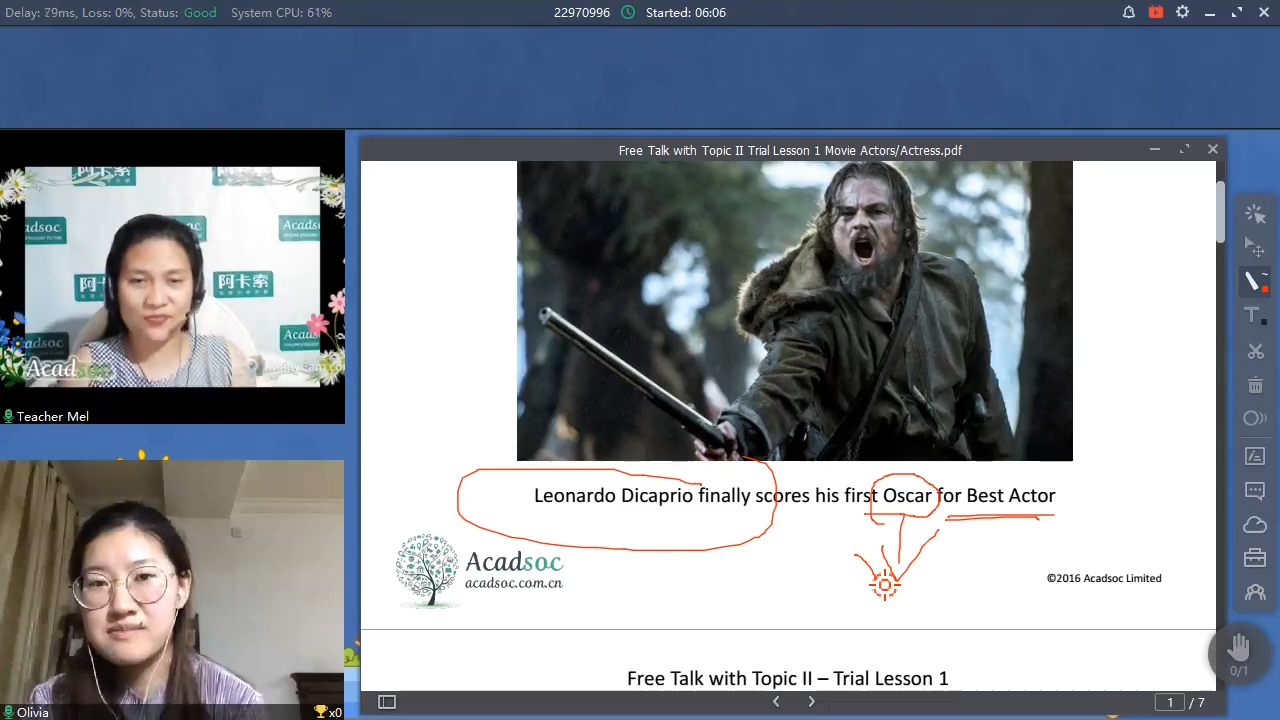 Delay: 79ms, Loss: 0%, Status: Good System CPU: 61% 22970996 Started: 06:06
Free Talk with Topic II Trial Lesson 1 Movie Actors/Actress.pdf
Acadsoc
阿卡索
Acadsoc
Teacher Mel
Leonardo Dicaprio finally scores his first Oscar for Best Actor
Acadsoc
acadsoc.com.cn
©2016 Acadsoc Limited
Free Talk with Topic II – Trial Lesson 1
0/1
1 / 7
Olivia x0